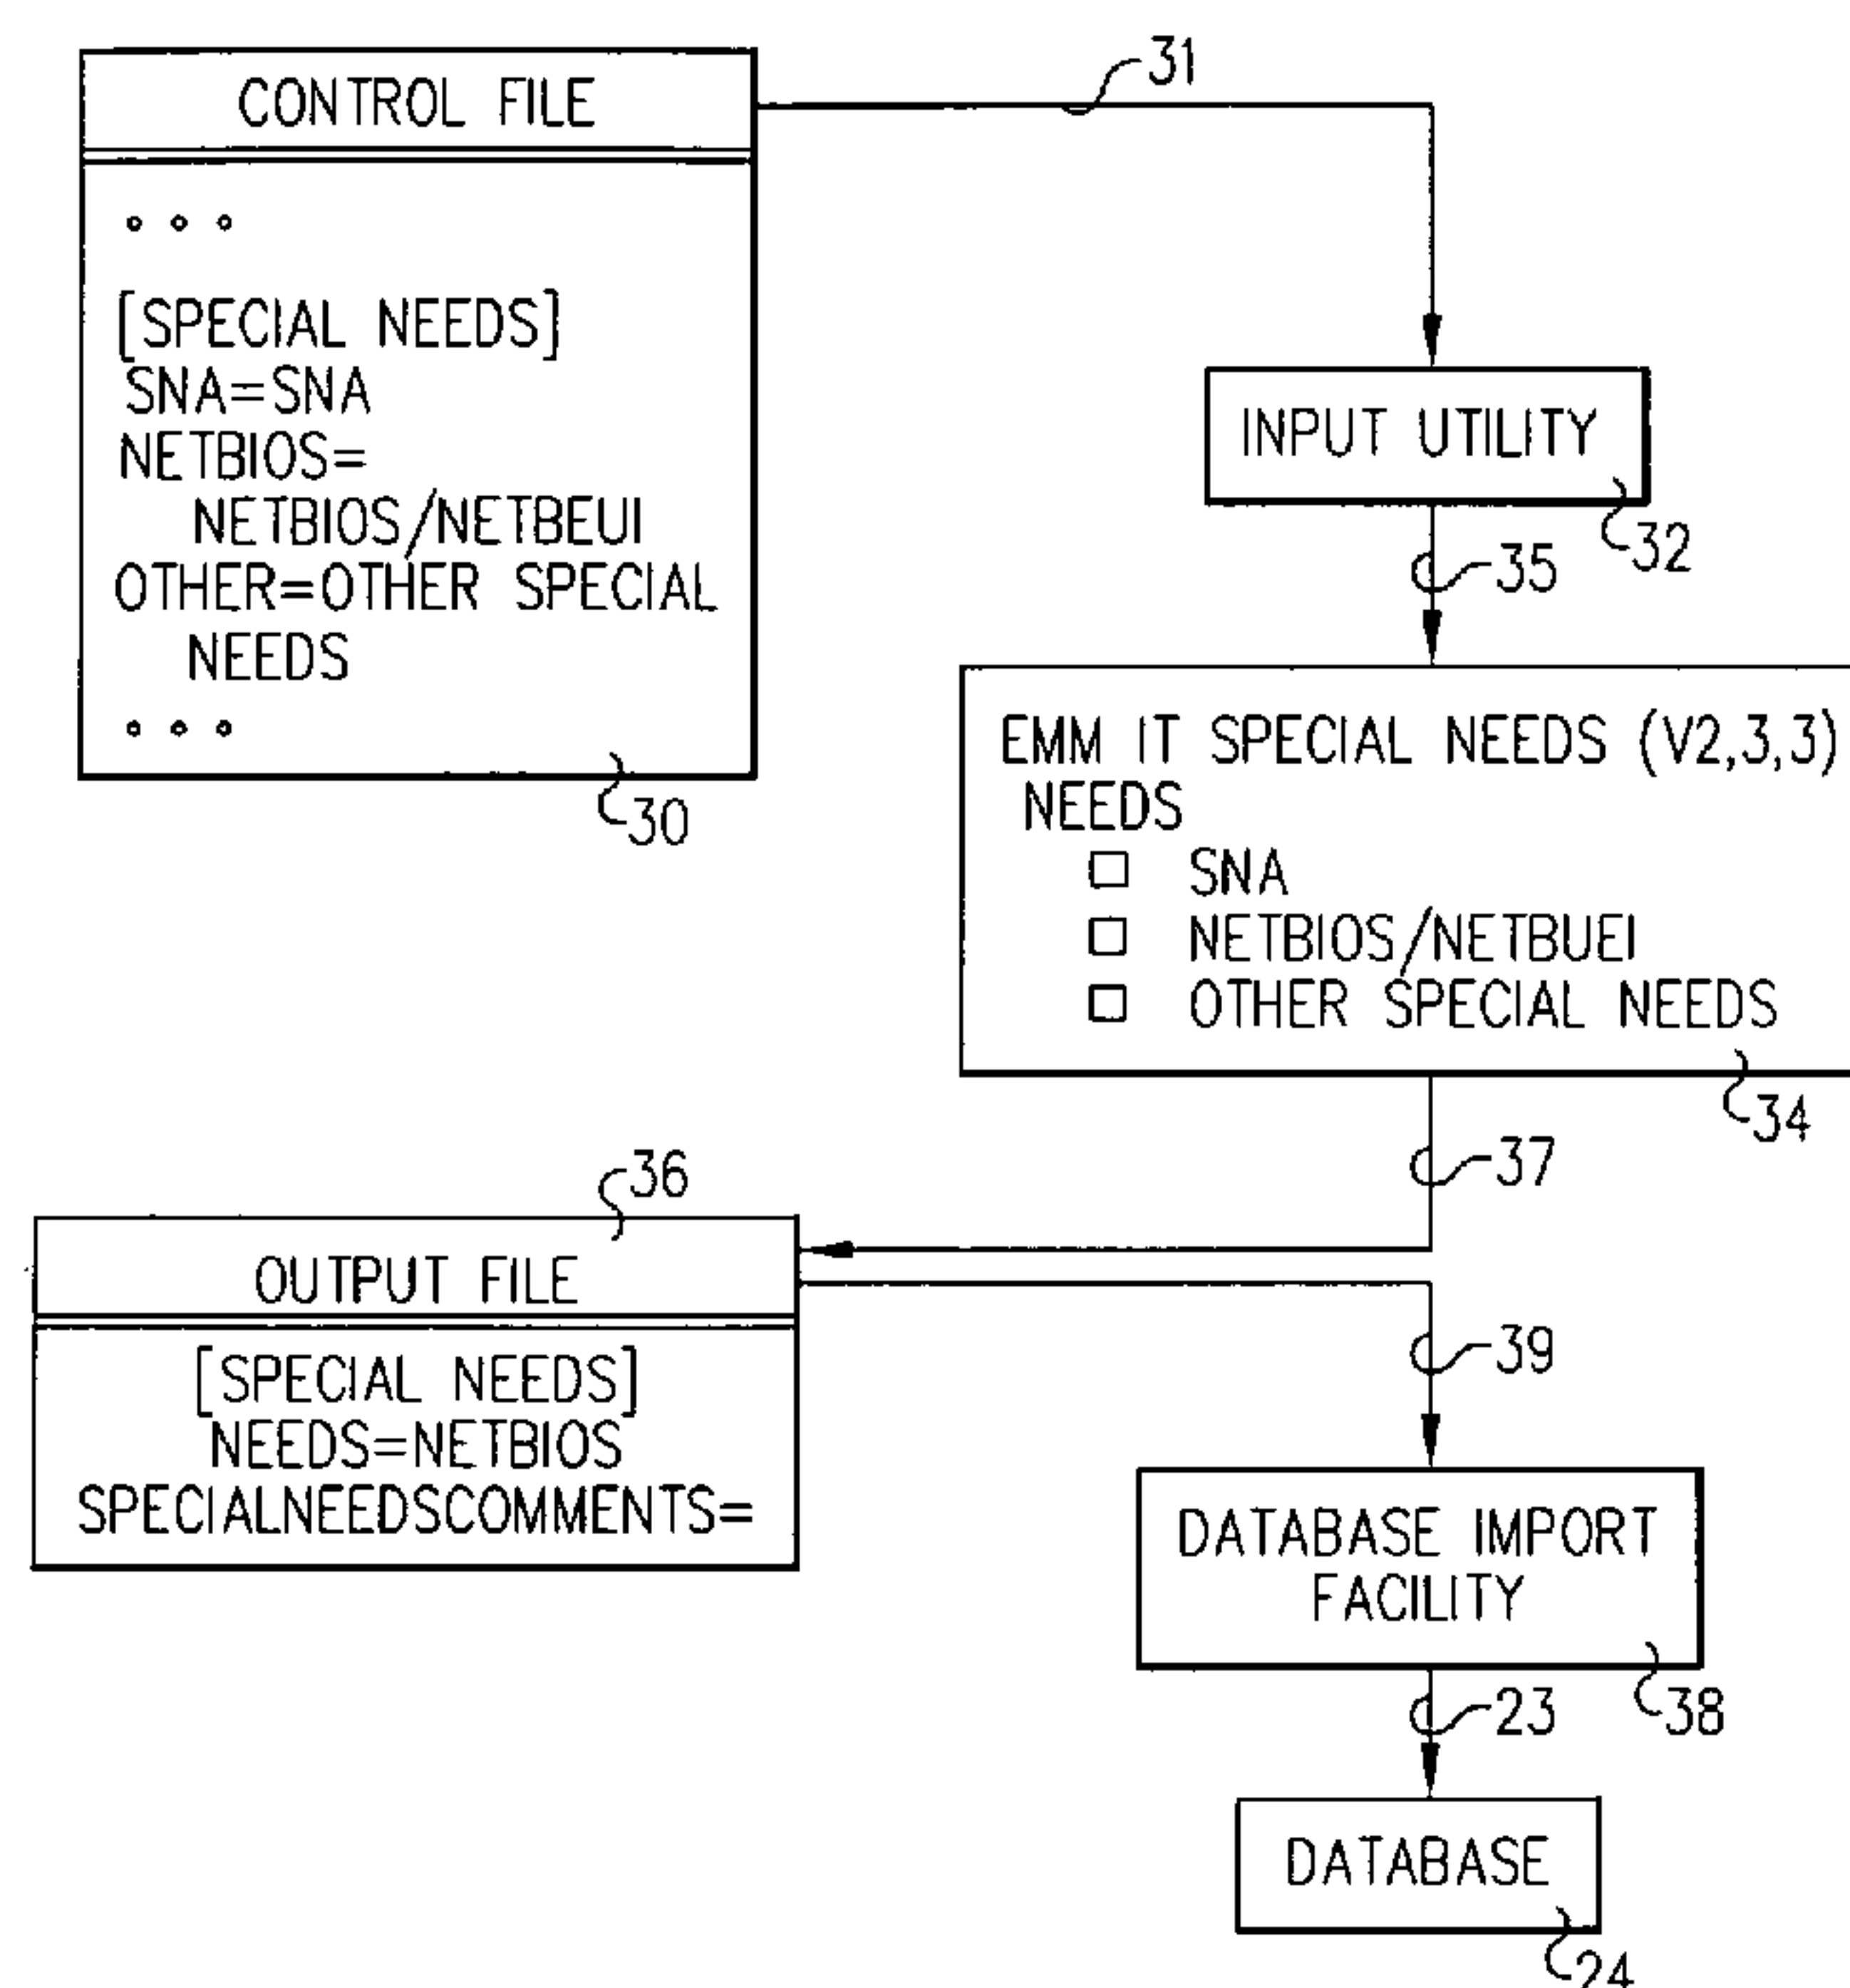 CONTROL FILE
° ° °
[SPECIAL NEEDS]
SNA=SNA
NETBIOS=
NETBIOS/NETBEUI
OTHER=OTHER SPECIAL
NEEDS
° ° °
30
31
INPUT UTILITY
32
35
EMM IT SPECIAL NEEDS (V2,3,3)
NEEDS
□ SNA
□ NETBIOS/NETBUEI
□ OTHER SPECIAL NEEDS
34
37
36
OUTPUT FILE
[SPECIAL NEEDS]
NEEDS=NETBIOS
SPECIALNEEDSCOMMENTS=
39
DATABASE IMPORT
FACILITY
38
23
DATABASE
24